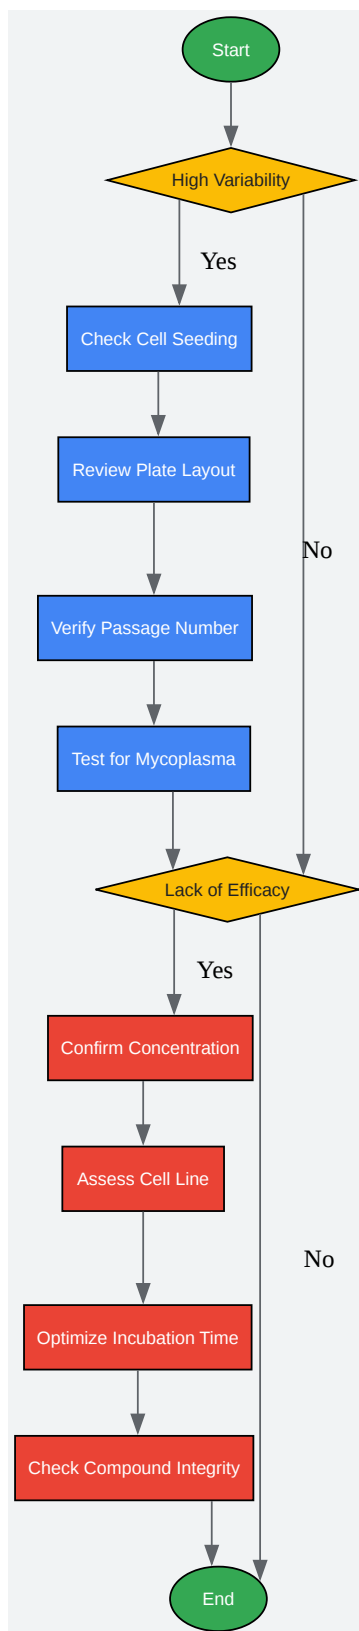 Start
High Variability
Yes
Check Cell Seeding
Review Plate Layout
No
Verify Passage Number
Test for Mycoplasma
Lack of Efficacy
Yes
Confirm Concentration
Assess Cell Line
No
Optimize Incubation Time
Check Compound Integrity
End